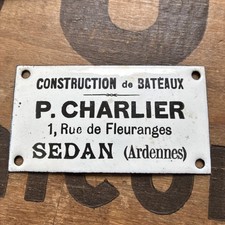 CONSTRUCTION de BATEAUX
P. CHARLIER
1, Rue de Fleuranges
SEDAN (Ardennes)